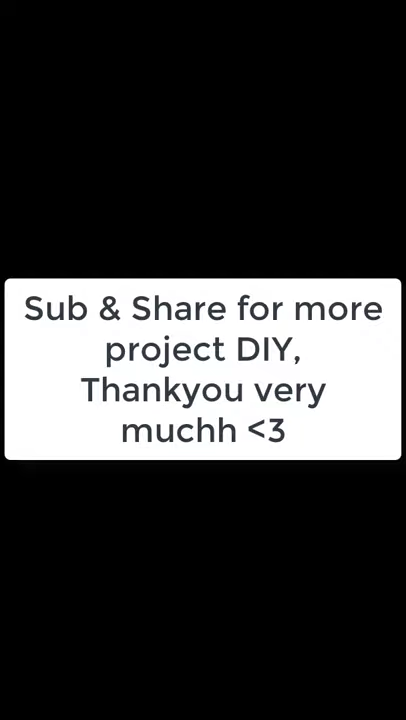 Sub & Share for more
project DIY,
Thankyou very
muchh <3